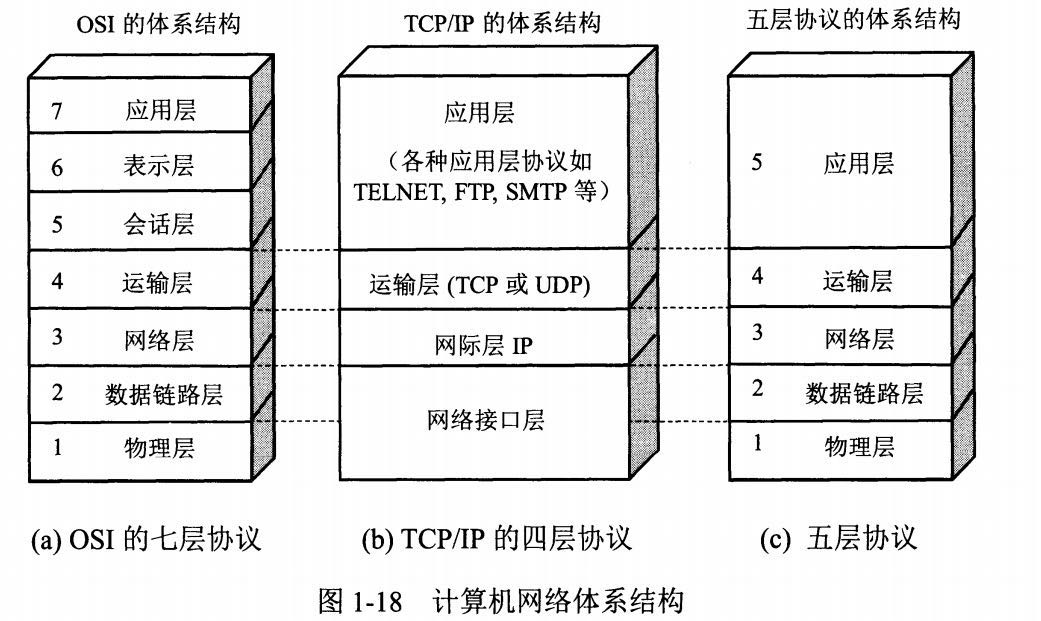 OSI 的体系结构
7 应用层
6 表示层
5 会话层
4 运输层
3 网络层
2 数据链路层
1 物理层
(a) OSI 的七层协议
TCP/IP 的体系结构
应用层
（各种应用层协议如
TELNET, FTP, SMTP 等）
运输层 (TCP 或 UDP)
网际层 IP
网络接口层
(b) TCP/IP 的四层协议
五层协议的体系结构
5 应用层
4 运输层
3 网络层
2 数据链路层
1 物理层
(c) 五层协议
图 1-18 计算机网络体系结构